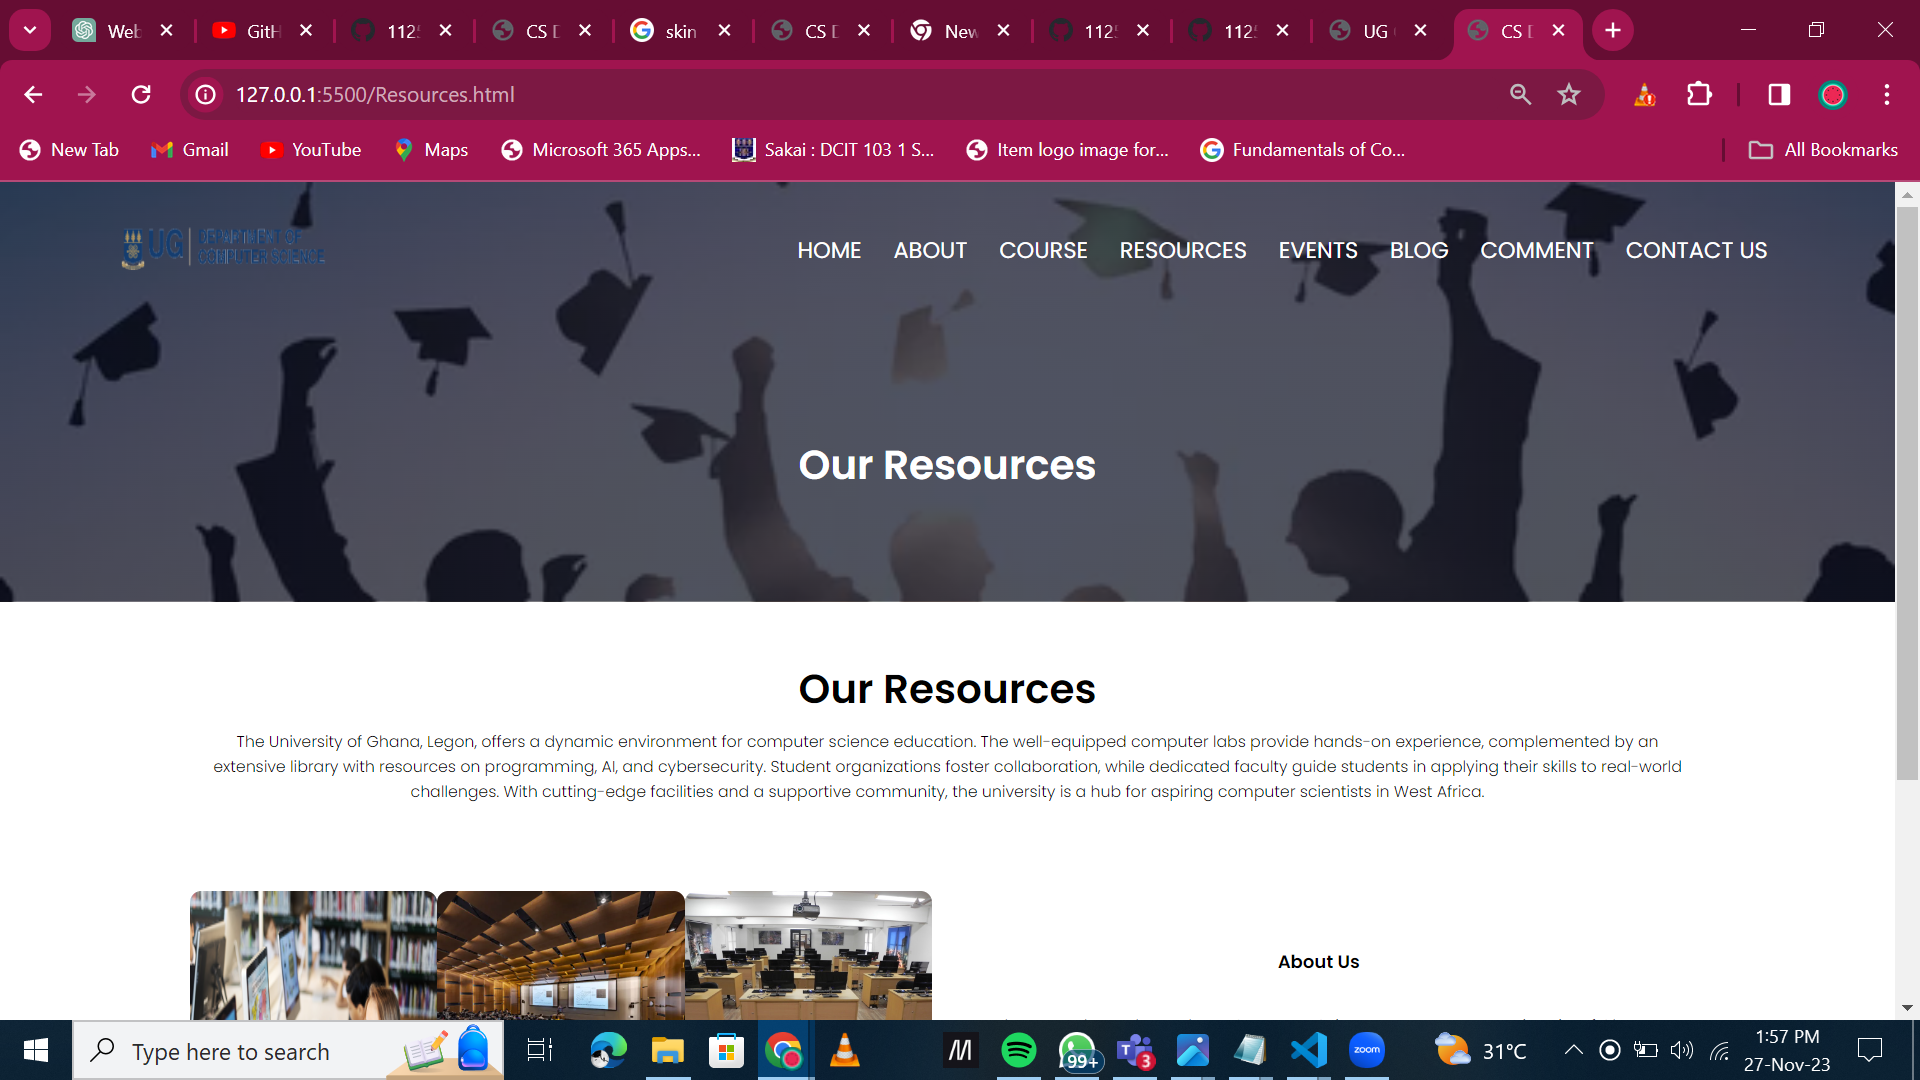 Web
GitH
112
CS D
skin
CS D
New
112
112
UG
CS D
127.0.0.1:5500/Resources.html
New Tab
Gmail
YouTube
Maps
Microsoft 365 Apps...
Sakai : DCIT 103 1 S...
Item logo image for...
Fundamentals of Co...
All Bookmarks
UG DEPARTMENT OF
COMPUTER SCIENCE
HOME ABOUT COURSE RESOURCES EVENTS BLOG COMMENT CONTACT US
Our Resources
Our Resources
The University of Ghana, Legon, offers a dynamic environment for computer science education. The well-equipped computer labs provide hands-on experience, complemented by an
extensive library with resources on programming, AI, and cybersecurity. Student organizations foster collaboration, while dedicated faculty guide students in applying their skills to real-world
challenges. With cutting-edge facilities and a supportive community, the university is a hub for aspiring computer scientists in West Africa.
About Us
Type here to search
99+
3
zoom
31°C
1:57 PM
27-Nov-23